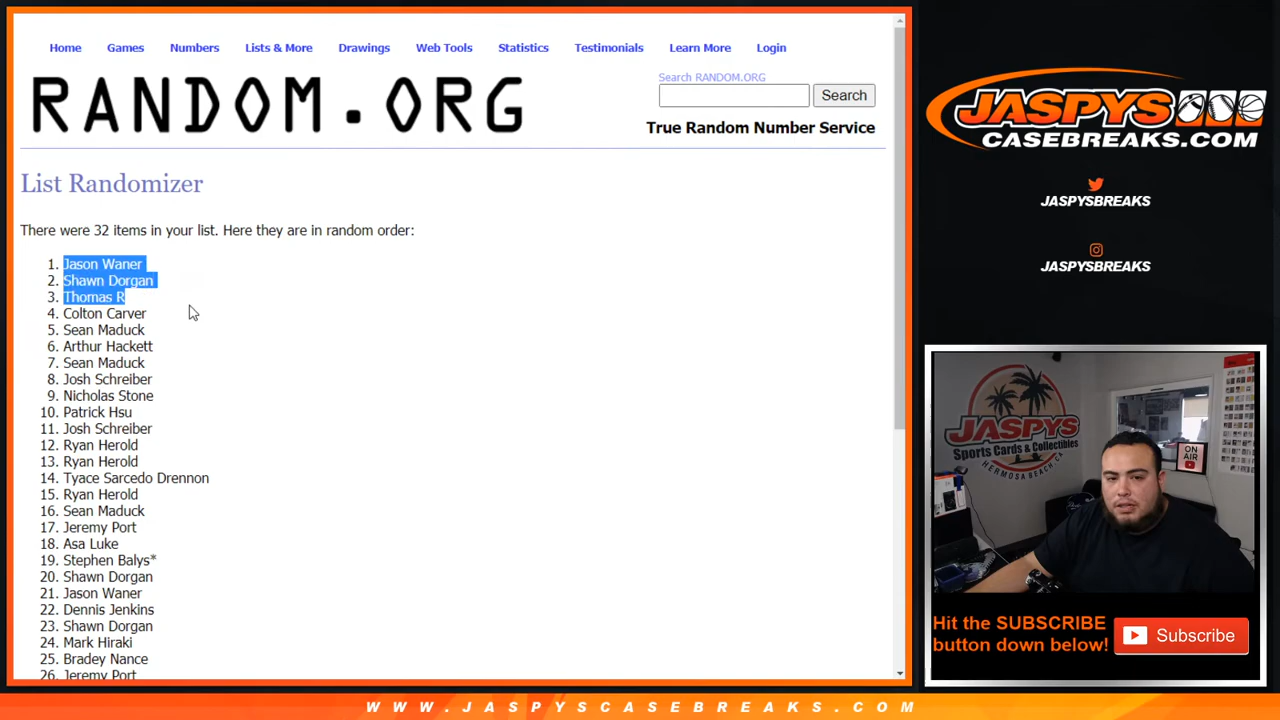 Home Games Numbers Lists & More Drawings Web Tools Statistics Testimonials Learn More Login
RANDOM.ORG
Search RANDOM.ORG
Search
True Random Number Service
List Randomizer
There were 32 items in your list. Here they are in random order:
1. Jason Waner
2. Shawn Dorgan
3. Thomas R
4. Colton Carver
5. Sean Maduck
6. Arthur Hackett
7. Sean Maduck
8. Josh Schreiber
9. Nicholas Stone
10. Patrick Hsu
11. Josh Schreiber
12. Ryan Herold
13. Ryan Herold
14. Tyace Sarcedo Drennon
15. Ryan Herold
16. Sean Maduck
17. Jeremy Port
18. Asa Luke
19. Stephen Balys*
20. Shawn Dorgan
21. Jason Waner
22. Dennis Jenkins
23. Shawn Dorgan
24. Mark Hiraki
25. Bradey Nance
26. Jeremy Port
JASPYS
CASEBREAKS.COM
JASPYSBREAKS
JASPYSBREAKS
JASPYS
Sports Cards & Collectibles
HERMOSA BEACH, CA
ON
AIR
Hit the SUBSCRIBE
button down below!
Subscribe
WWW.JASPYSCASEBREAKS.COM